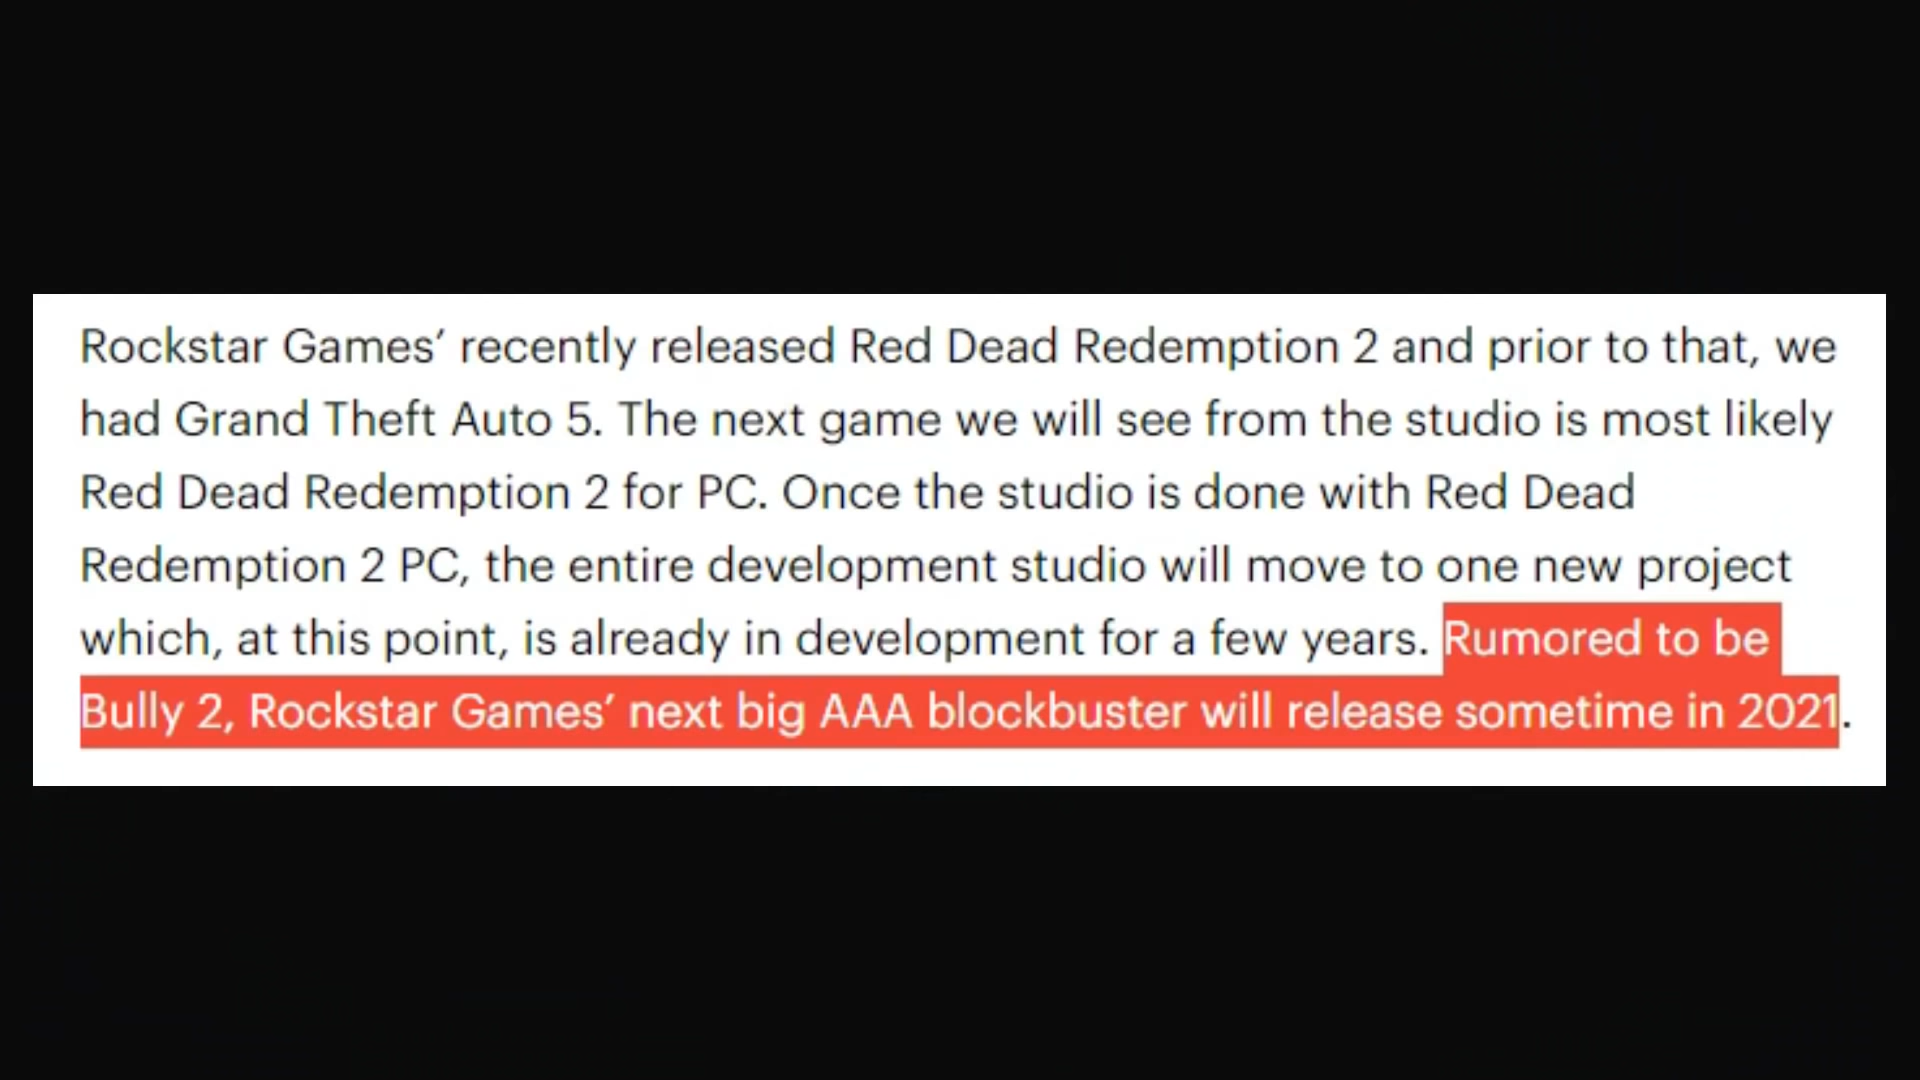 Rockstar Games’ recently released Red Dead Redemption 2 and prior to that, we
had Grand Theft Auto 5. The next game we will see from the studio is most likely
Red Dead Redemption 2 for PC. Once the studio is done with Red Dead
Redemption 2 PC, the entire development studio will move to one new project
which, at this point, is already in development for a few years. Rumored to be
Bully 2, Rockstar Games’ next big AAA blockbuster will release sometime in 2021.